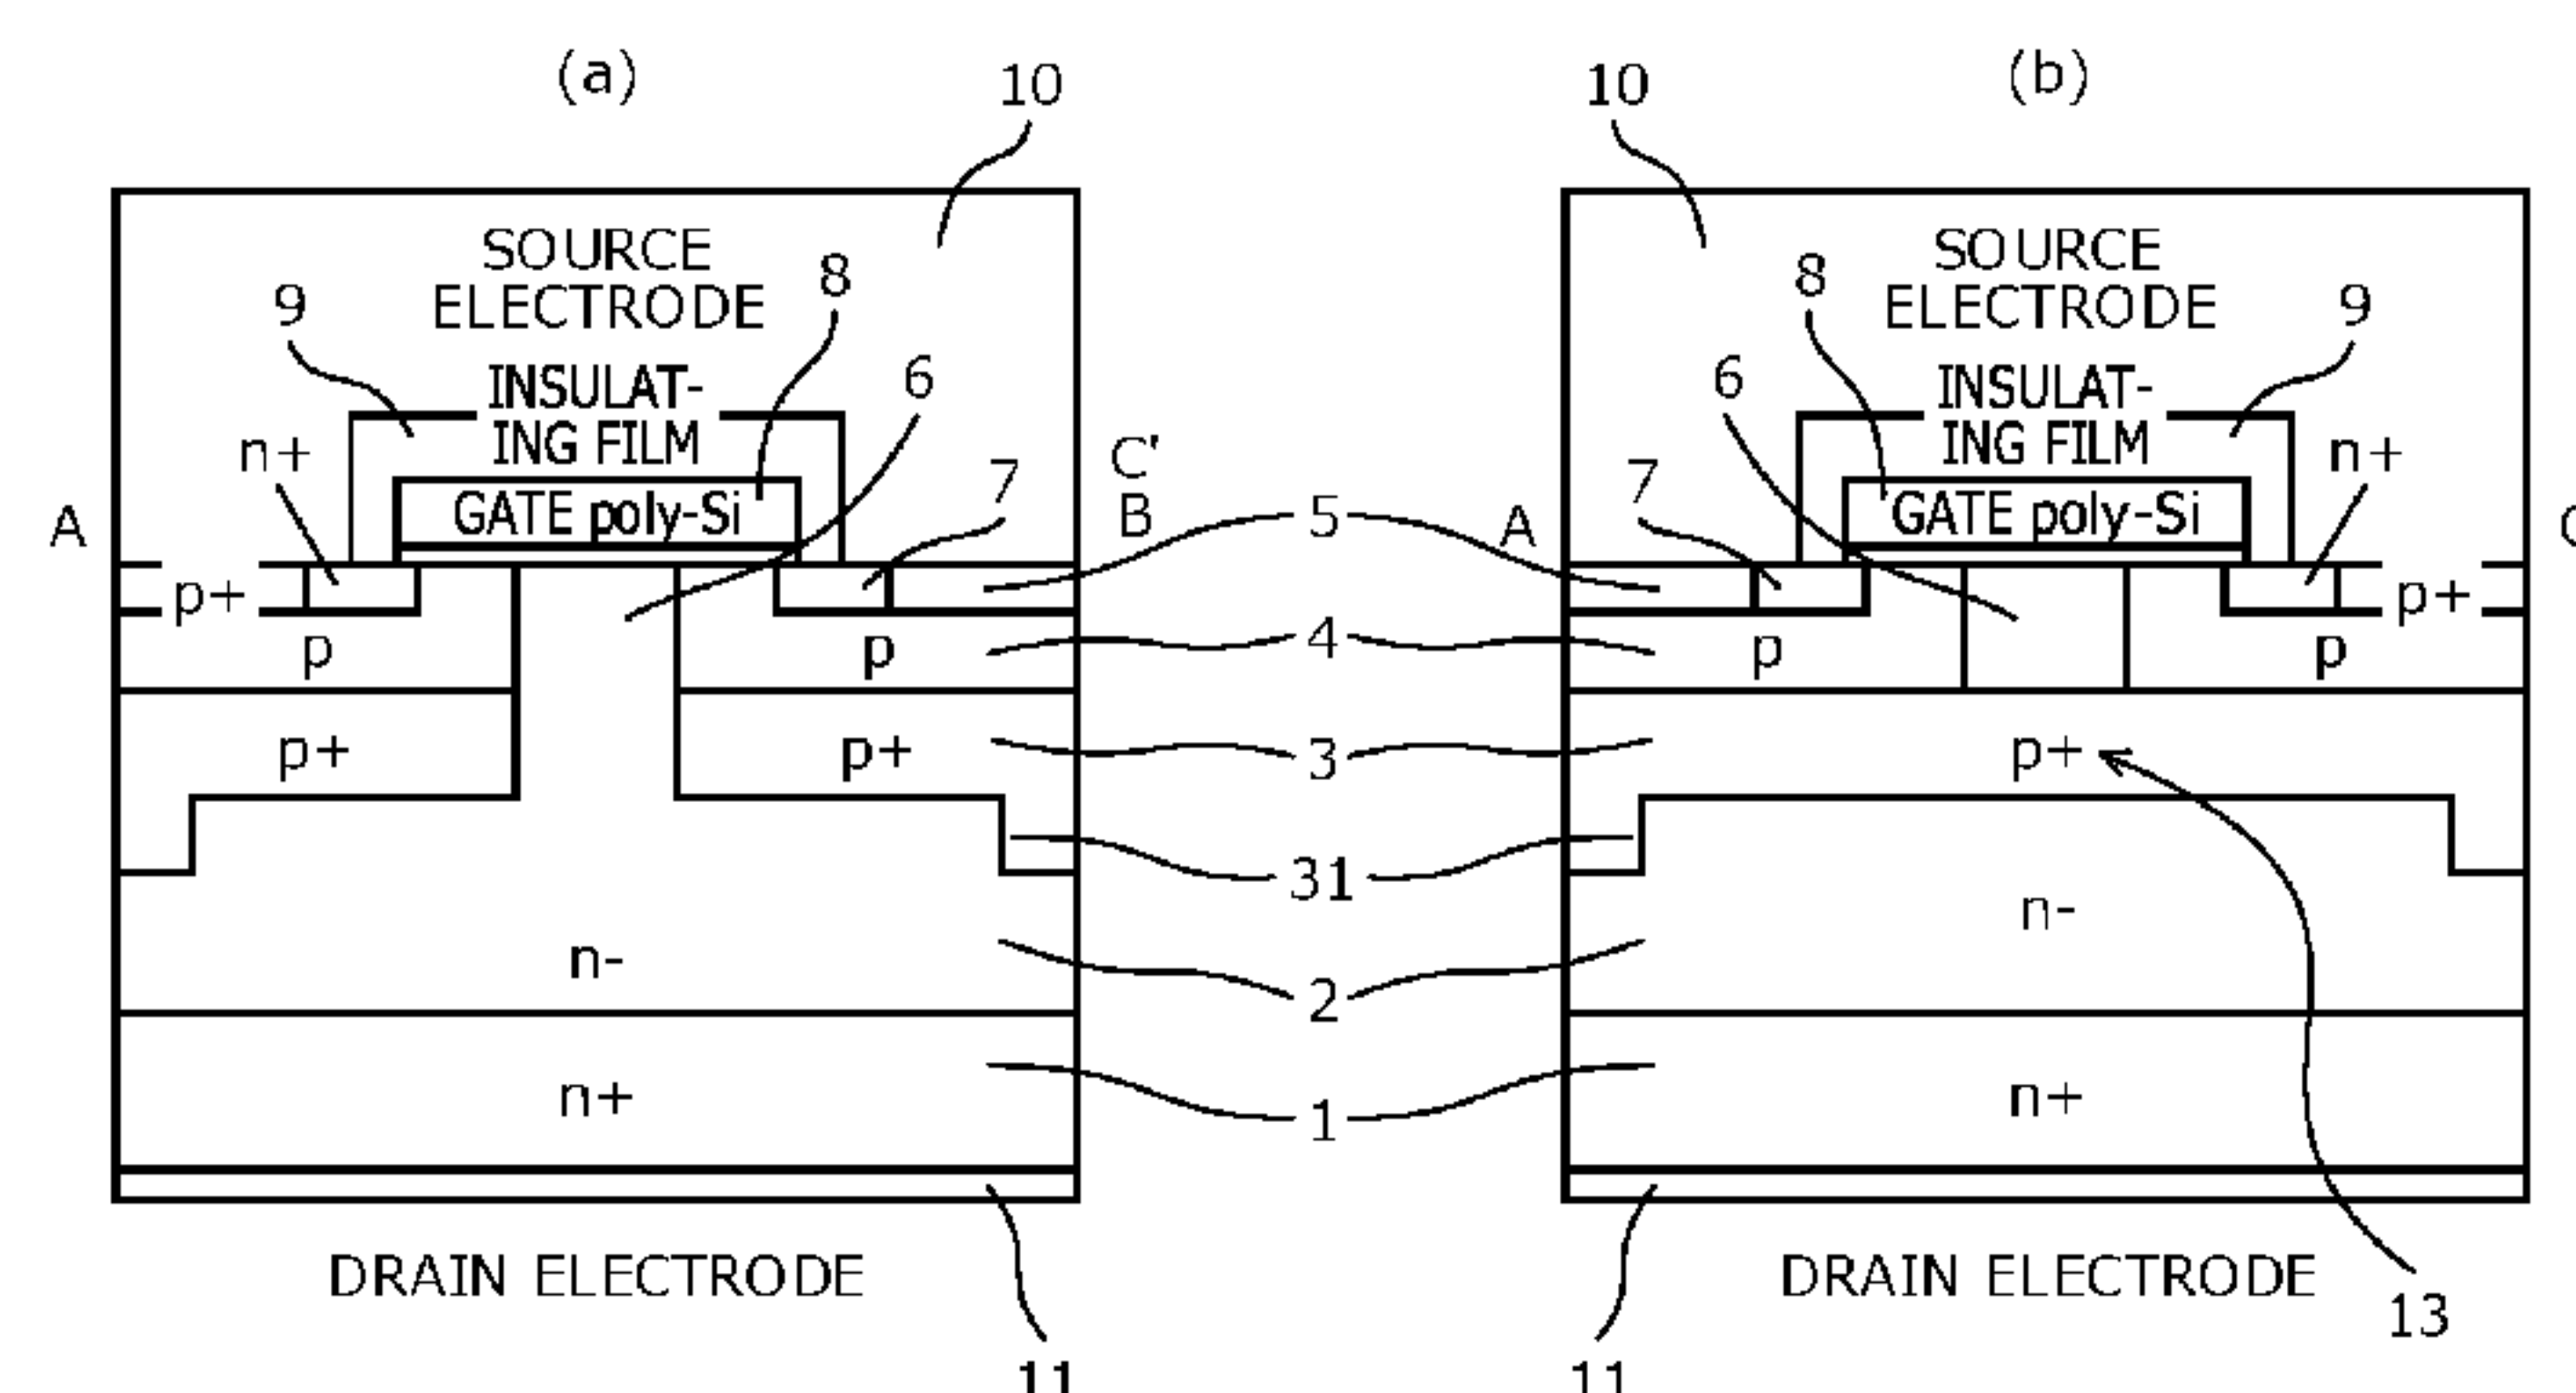 (a)
(b)
10
10
SOURCE
ELECTRODE
SOURCE
ELECTRODE
8
8
9
9
6
6
INSULAT-
ING FILM
INSULAT-
ING FILM
n+
n+
7
7
C'
B
A
A
5
GATE poly-Si
GATE poly-Si
p+
p+
p
p
4
p
p
p+
p+
3
p+
31
n-
n-
2
n+
n+
1
DRAIN ELECTRODE
DRAIN ELECTRODE
13
11
11